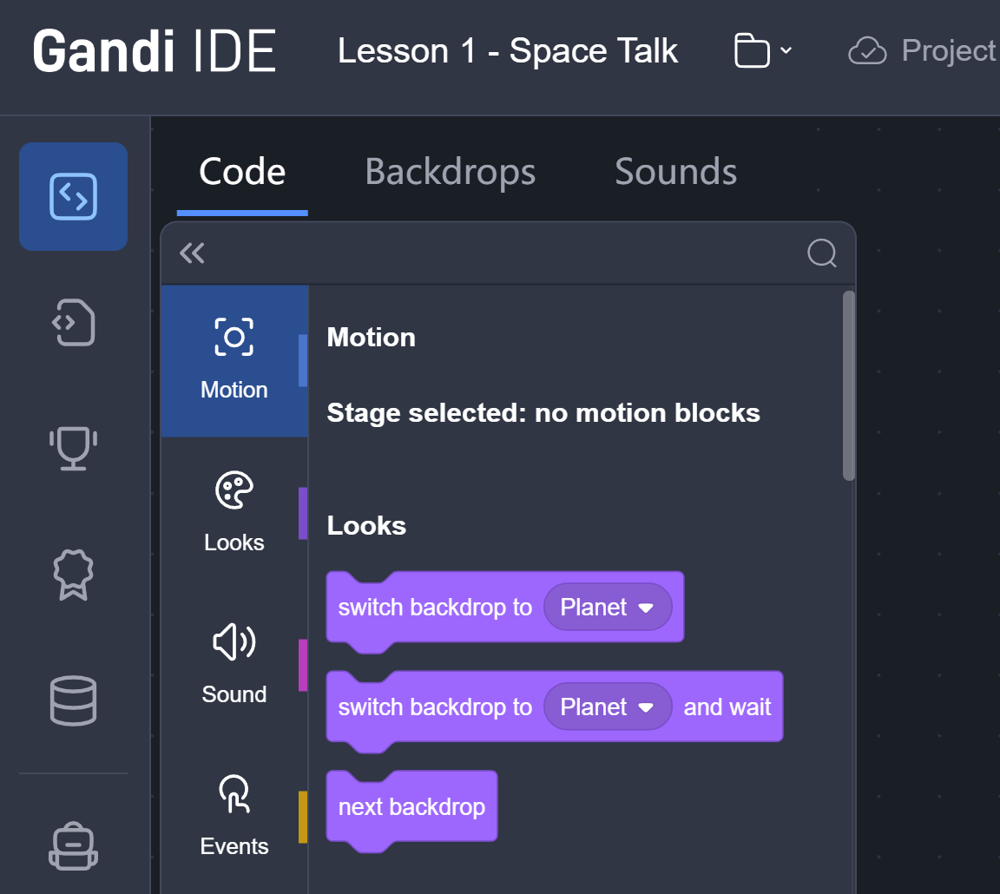 Gandi IDE
Lesson 1 - Space Talk
Project
Code
Backdrops
Sounds
Motion
Looks
Sound
Events
Motion
Stage selected: no motion blocks
Looks
switch backdrop to Planet
switch backdrop to Planet and wait
next backdrop